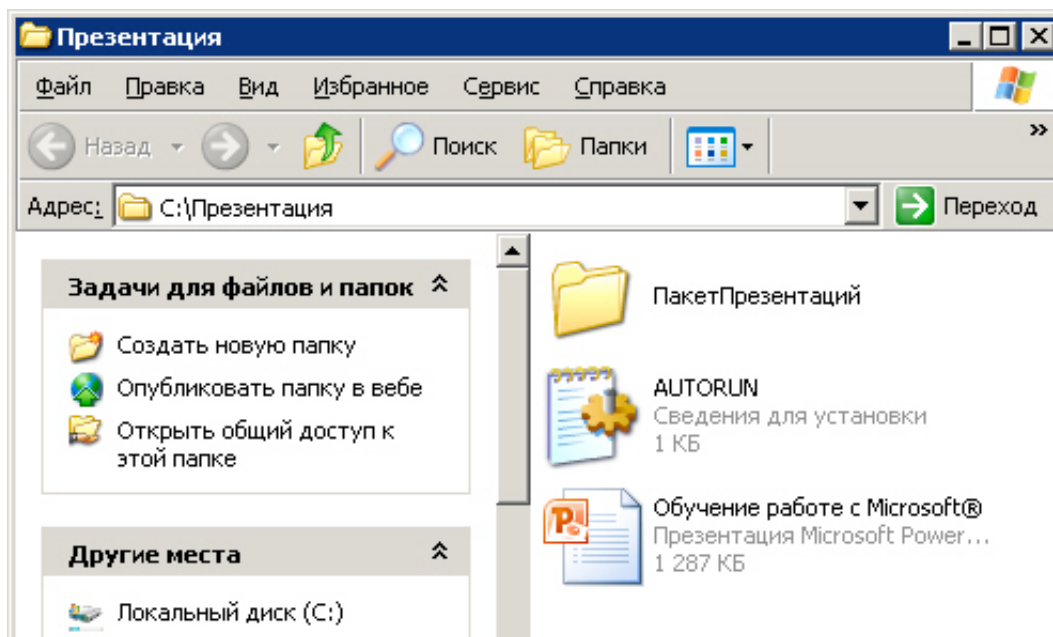 Презентация
Файл Правка Вид Избранное Сервис Справка
Назад Поиск Папки
Адрес: C:\Презентация Переход
Задачи для файлов и папок
Создать новую папку
Опубликовать папку в вебе
Открыть общий доступ к
этой папке
Другие места
Локальный диск (C:)
ПакетПрезентаций
AUTORUN
Сведения для установки
1 КБ
Обучение работе с Microsoft®
Презентация Microsoft Power...
1 287 КБ